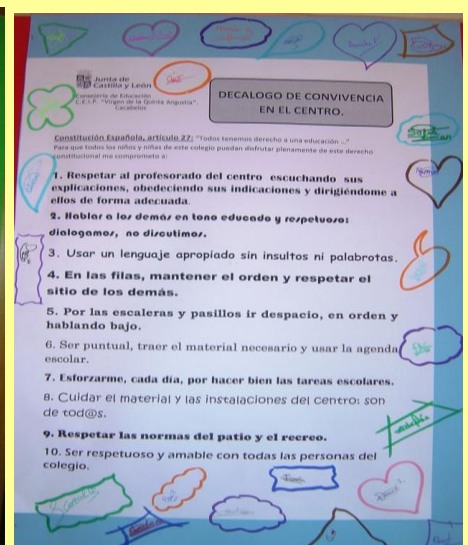 Junta de
Castilla y León
Consejería de Educación
C.E.I.P. "Virgen de la Quinta Angustia".
Cacabelos
DECALOGO DE CONVIVENCIA
EN EL CENTRO.
Constitución Española, artículo 27: "Todos tenemos derecho a una educación ..."
Para que todos los niños y niñas de este colegio puedan disfrutar plenamente de este derecho
constitucional me comprometo a:
1. Respetar al profesorado del centro escuchando sus
explicaciones, obedeciendo sus indicaciones y dirigiéndome a
ellos de forma adecuada.
2. Hablar a los demás en tono educado y respetuoso:
dialogamos, no discutimos.
3. Usar un lenguaje apropiado sin insultos ni palabrotas.
4. En las filas, mantener el orden y respetar el
sitio de los demás.
5. Por las escaleras y pasillos ir despacio, en orden y
hablando bajo.
6. Ser puntual, traer el material necesario y usar la agenda
escolar.
7. Esforzarme, cada día, por hacer bien las tareas escolares.
8. Cuidar el material y las instalaciones del centro: son
de tod@s.
9. Respetar las normas del patio y el recreo.
10. Ser respetuoso y amable con todas las personas del
colegio.